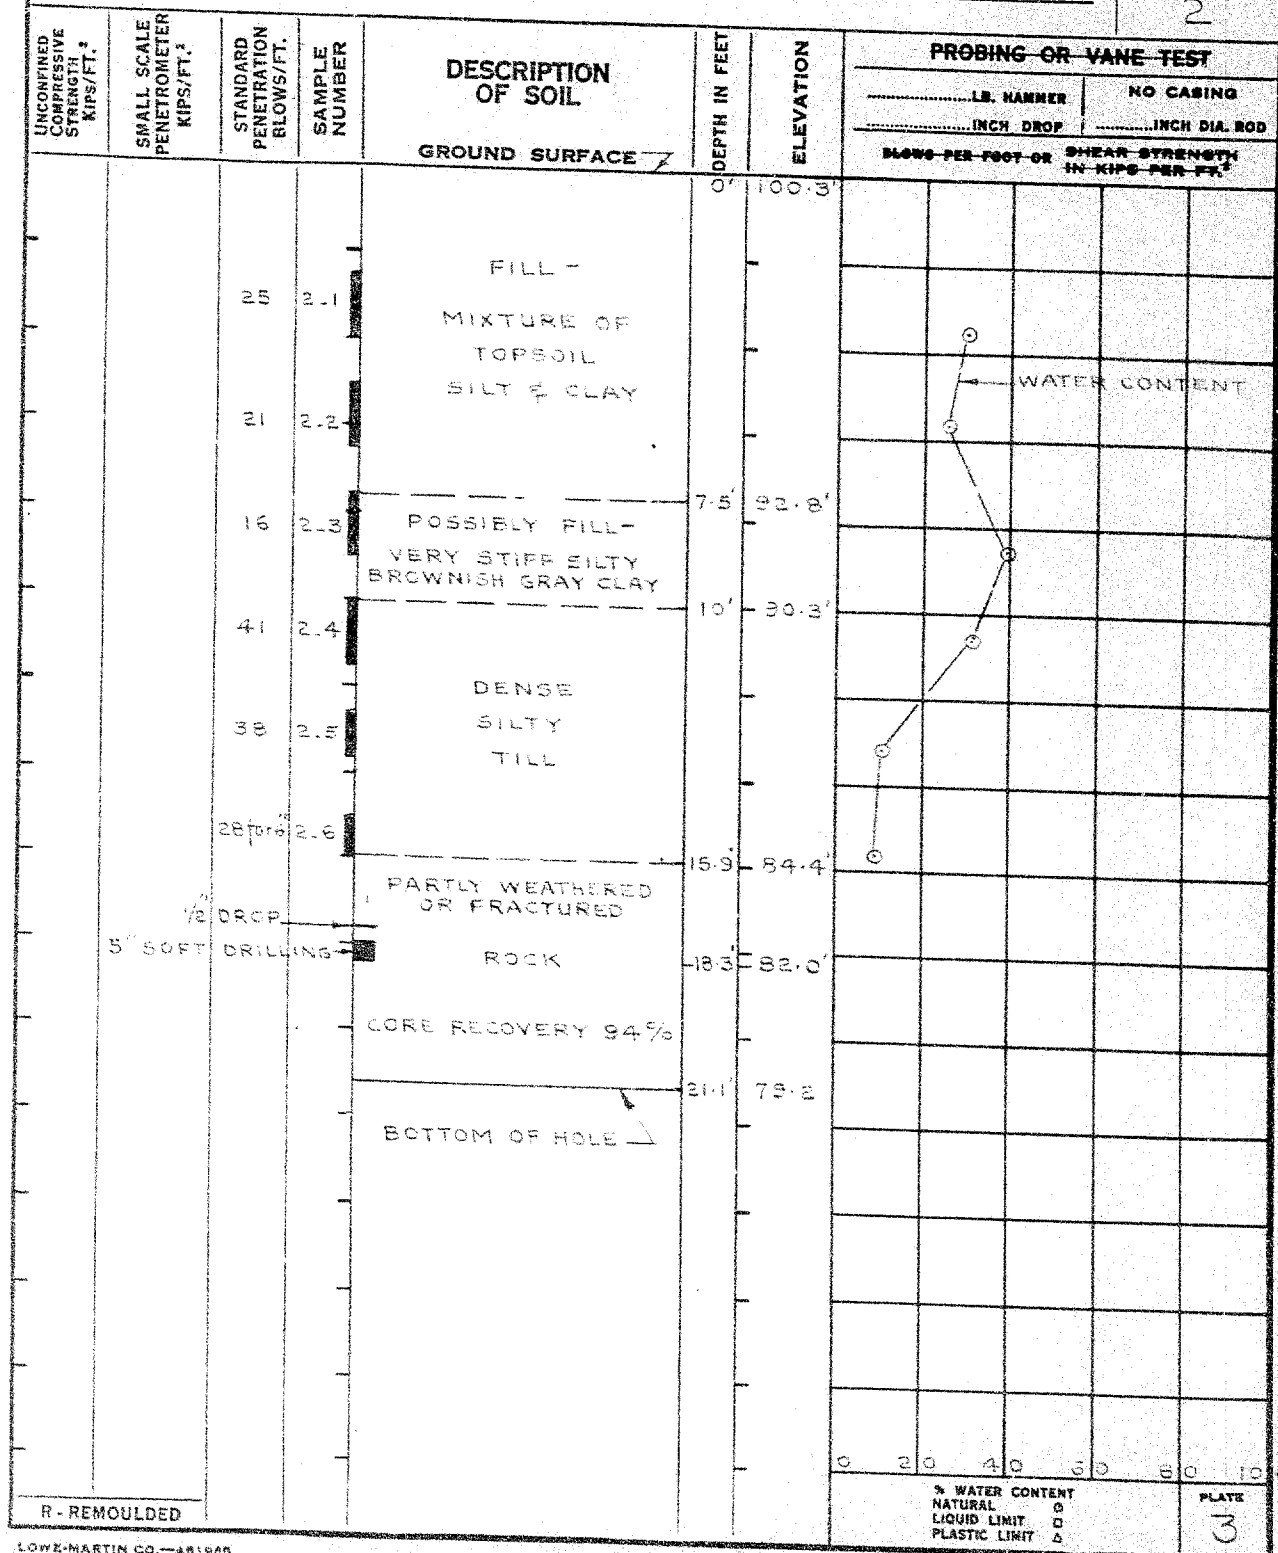 2
UNCONFINED
COMPRESSIVE
STRENGTH
KIPS/FT.²
SMALL SCALE
PENETROMETER
KIPS/FT.²
STANDARD
PENETRATION
BLOWS/FT.
SAMPLE
NUMBER
DESCRIPTION
OF SOIL
GROUND SURFACE
DEPTH IN FEET
ELEVATION
PROBING OR VANE TEST
LB. HAMMER
INCH DROP
NO CASING
INCH DIA. ROD
BLOWS PER FOOT OR SHEAR STRENGTH
IN KIPS PER FT.²
0' 100.3'
FILL -
25 2-1
MIXTURE OF
TOPSOIL
SILT & CLAY
WATER CONTENT
21 2-2
7.5' 92.8'
16 2-3
POSSIBLY FILL-
VERY STIFF SILTY
BROWNISH GRAY CLAY
10' 90.3'
41 2-4
DENSE
SILTY
TILL
38 2-5
28 for 6" 2-6
15.9' 84.4'
PARTLY WEATHERED
OR FRACTURED
ROCK
1/2" DROP
5" SOFT DRILLING
18.3' 82.0'
CORE RECOVERY 94%
21.1' 79.2
BOTTOM OF HOLE
0 20 40 60 80 10
% WATER CONTENT
NATURAL
LIQUID LIMIT
PLASTIC LIMIT
PLATE
3
R - REMOULDED
LOWE-MARTIN CO.